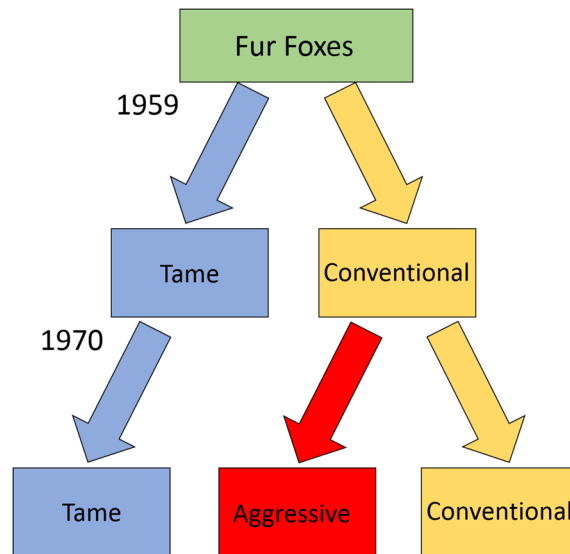 Fur Foxes
1959
Tame
Conventional
1970
Tame
Aggressive
Conventional